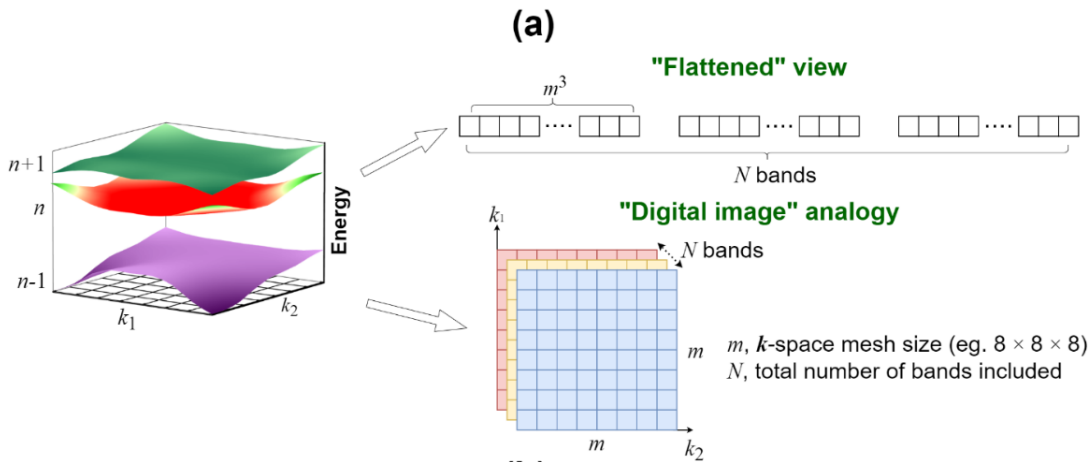 (a)
"Flattened" view
m³
N bands
n+1
n
n-1
k₁
k₂
Energy
"Digital image" analogy
k₁
N bands
m
m
k₂
m, k-space mesh size (eg. 8 × 8 × 8)
N, total number of bands included